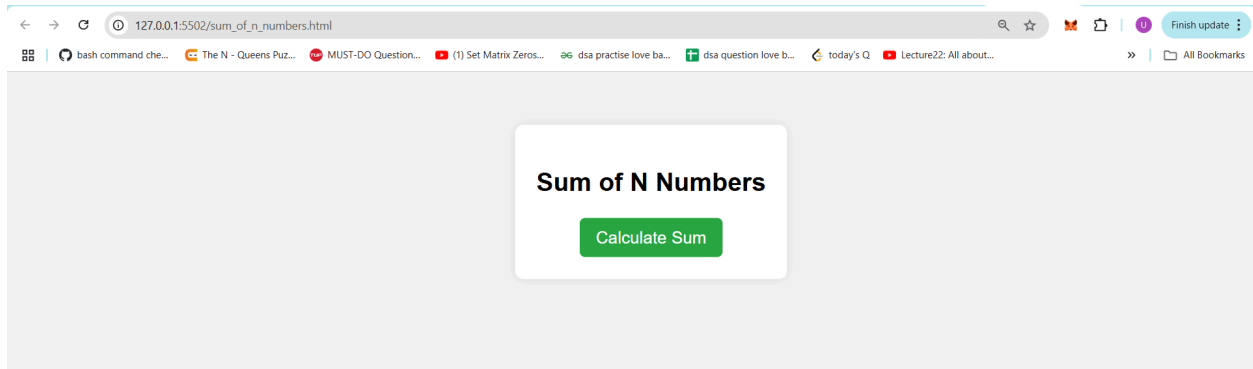 127.0.0.1:5502/sum_of_n_numbers.html
U
Finish update
bash command che...
The N - Queens Puz...
MUST-DO Question...
(1) Set Matrix Zeros...
dsa practise love ba...
dsa question love b...
today's Q
Lecture22: All about...
»
All Bookmarks
Sum of N Numbers
Calculate Sum